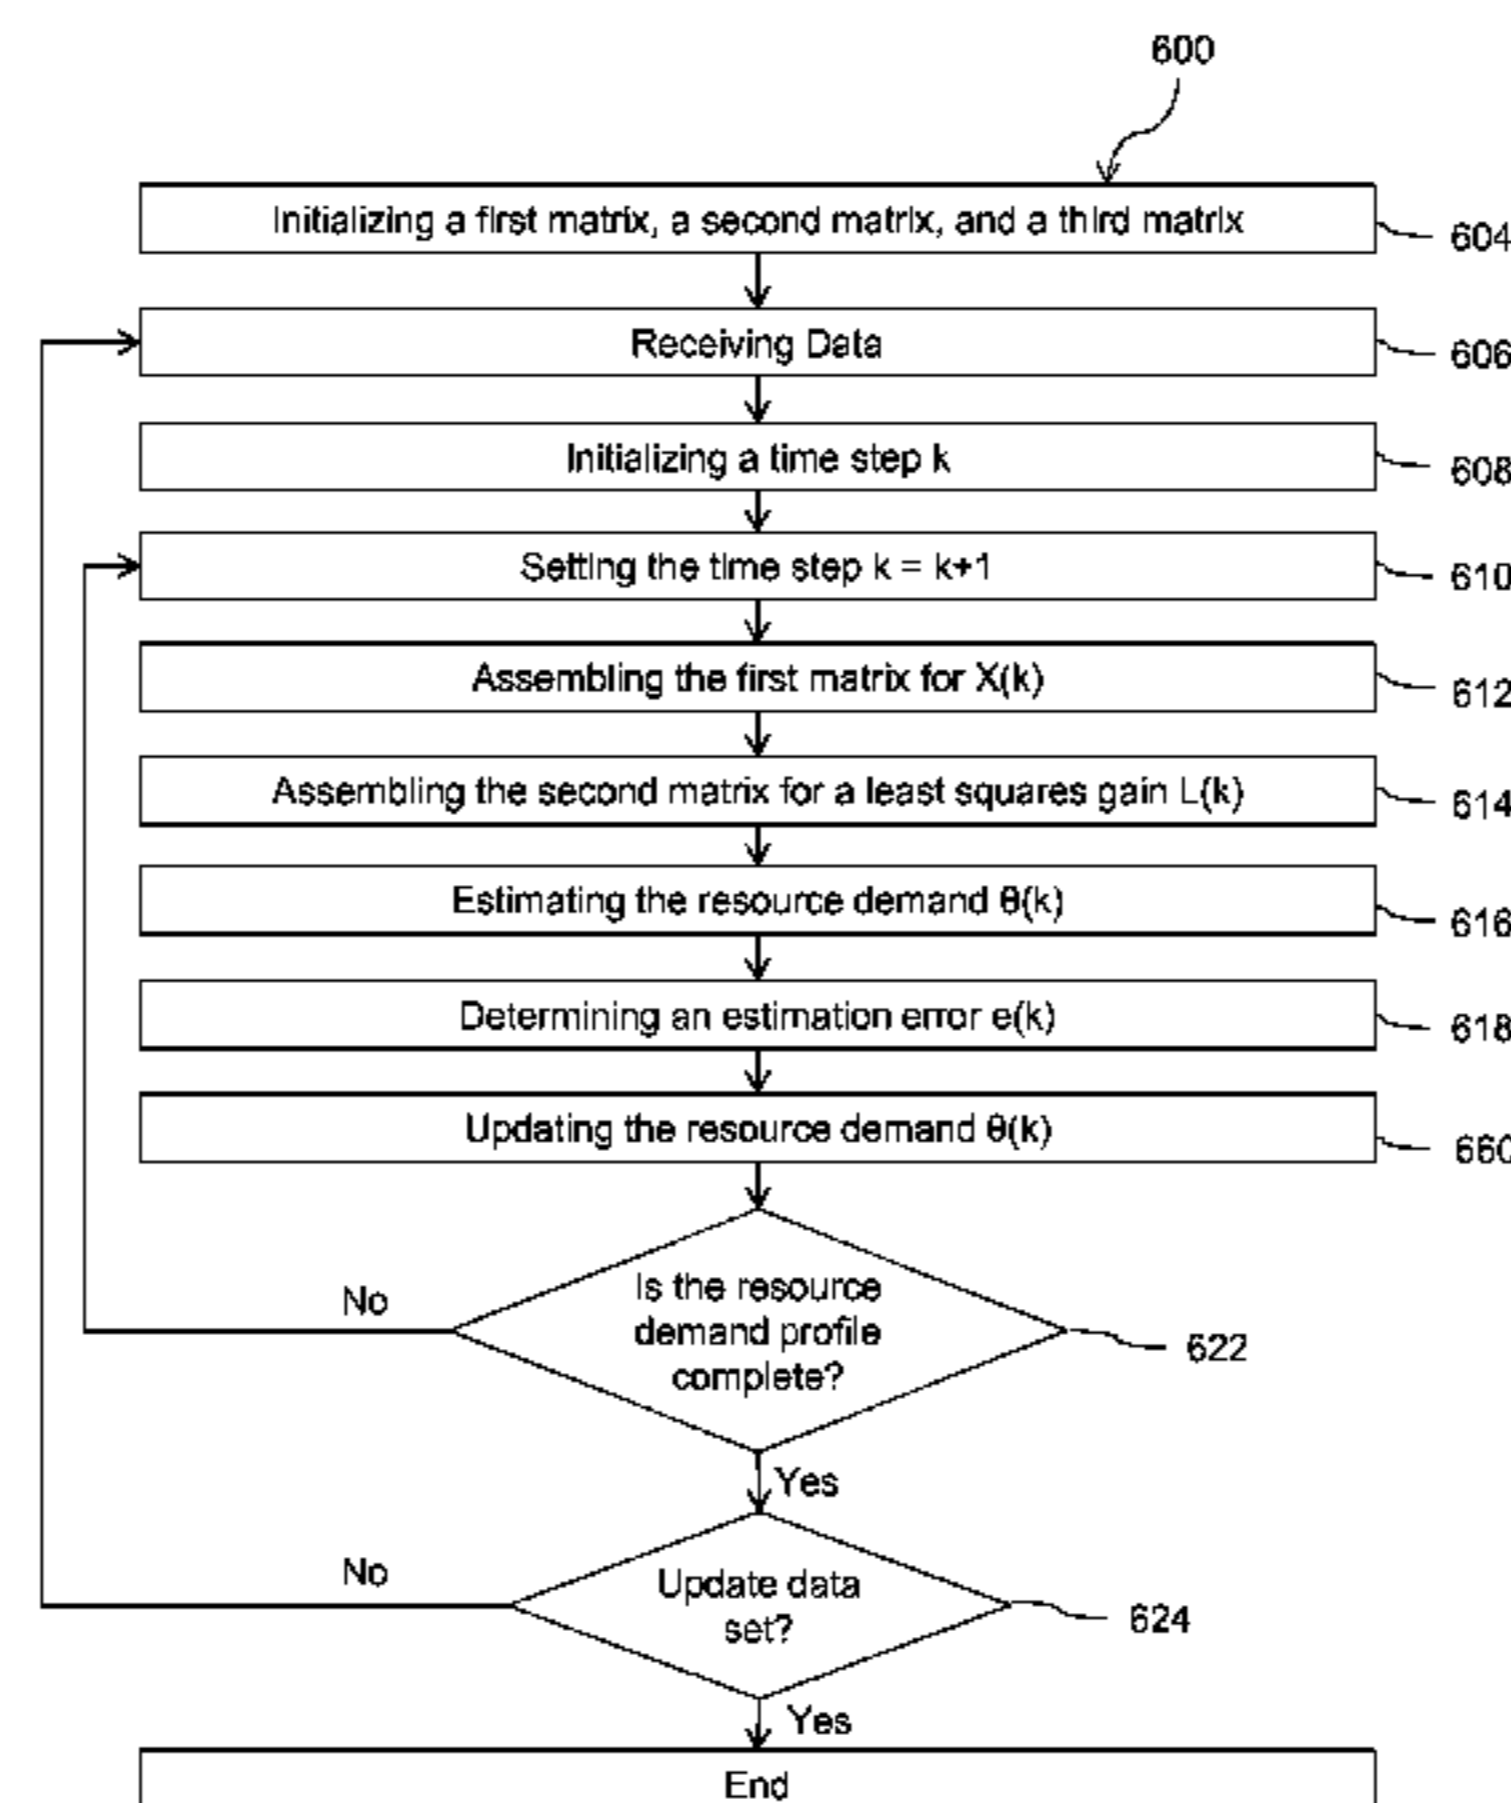 600
Initializing a first matrix, a second matrix, and a third matrix
604
Receiving Data
606
Initializing a time step k
608
Setting the time step k = k+1
610
Assembling the first matrix for X(k)
612
Assembling the second matrix for a least squares gain L(k)
614
Estimating the resource demand θ(k)
616
Determining an estimation error e(k)
618
Updating the resource demand θ(k)
660
Is the resource
demand profile
complete?
No
622
Yes
Update data
set?
No
624
Yes
End